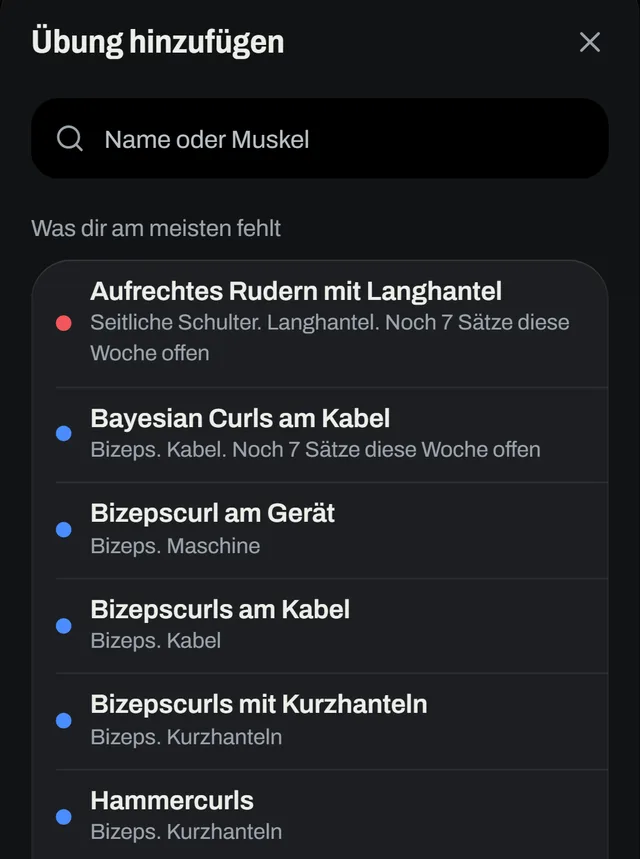 Übung hinzufügen
Name oder Muskel
Was dir am meisten fehlt
Aufrechtes Rudern mit Langhantel
Seitliche Schulter. Langhantel. Noch 7 Sätze diese
Woche offen
Bayesian Curls am Kabel
Bizeps. Kabel. Noch 7 Sätze diese Woche offen
Bizepscurl am Gerät
Bizeps. Maschine
Bizepscurls am Kabel
Bizeps. Kabel
Bizepscurls mit Kurzhanteln
Bizeps. Kurzhanteln
Hammercurls
Bizeps. Kurzhanteln